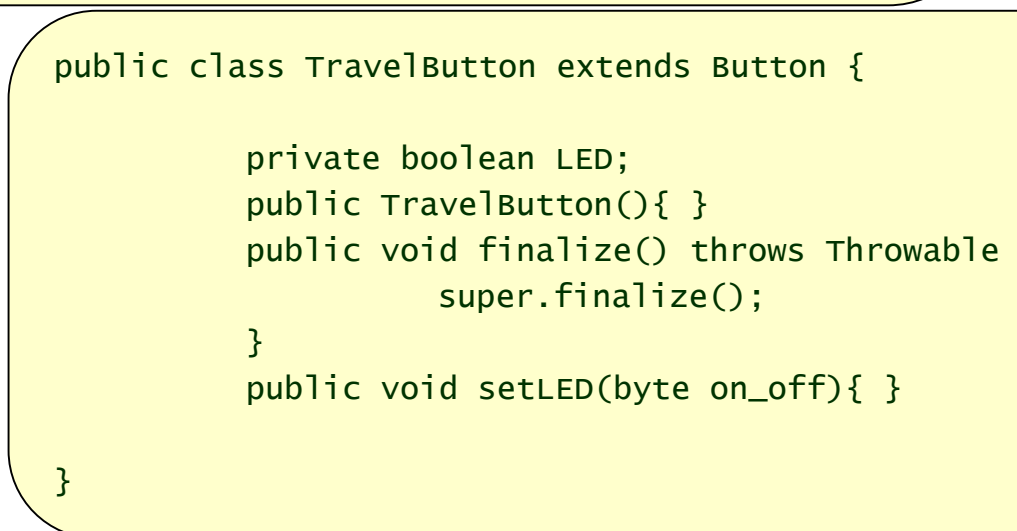 public class TravelButton extends Button {
private boolean LED;
public TravelButton(){ }
public void finalize() throws Throwable
super.finalize();
}
public void setLED(byte on_off){ }
}